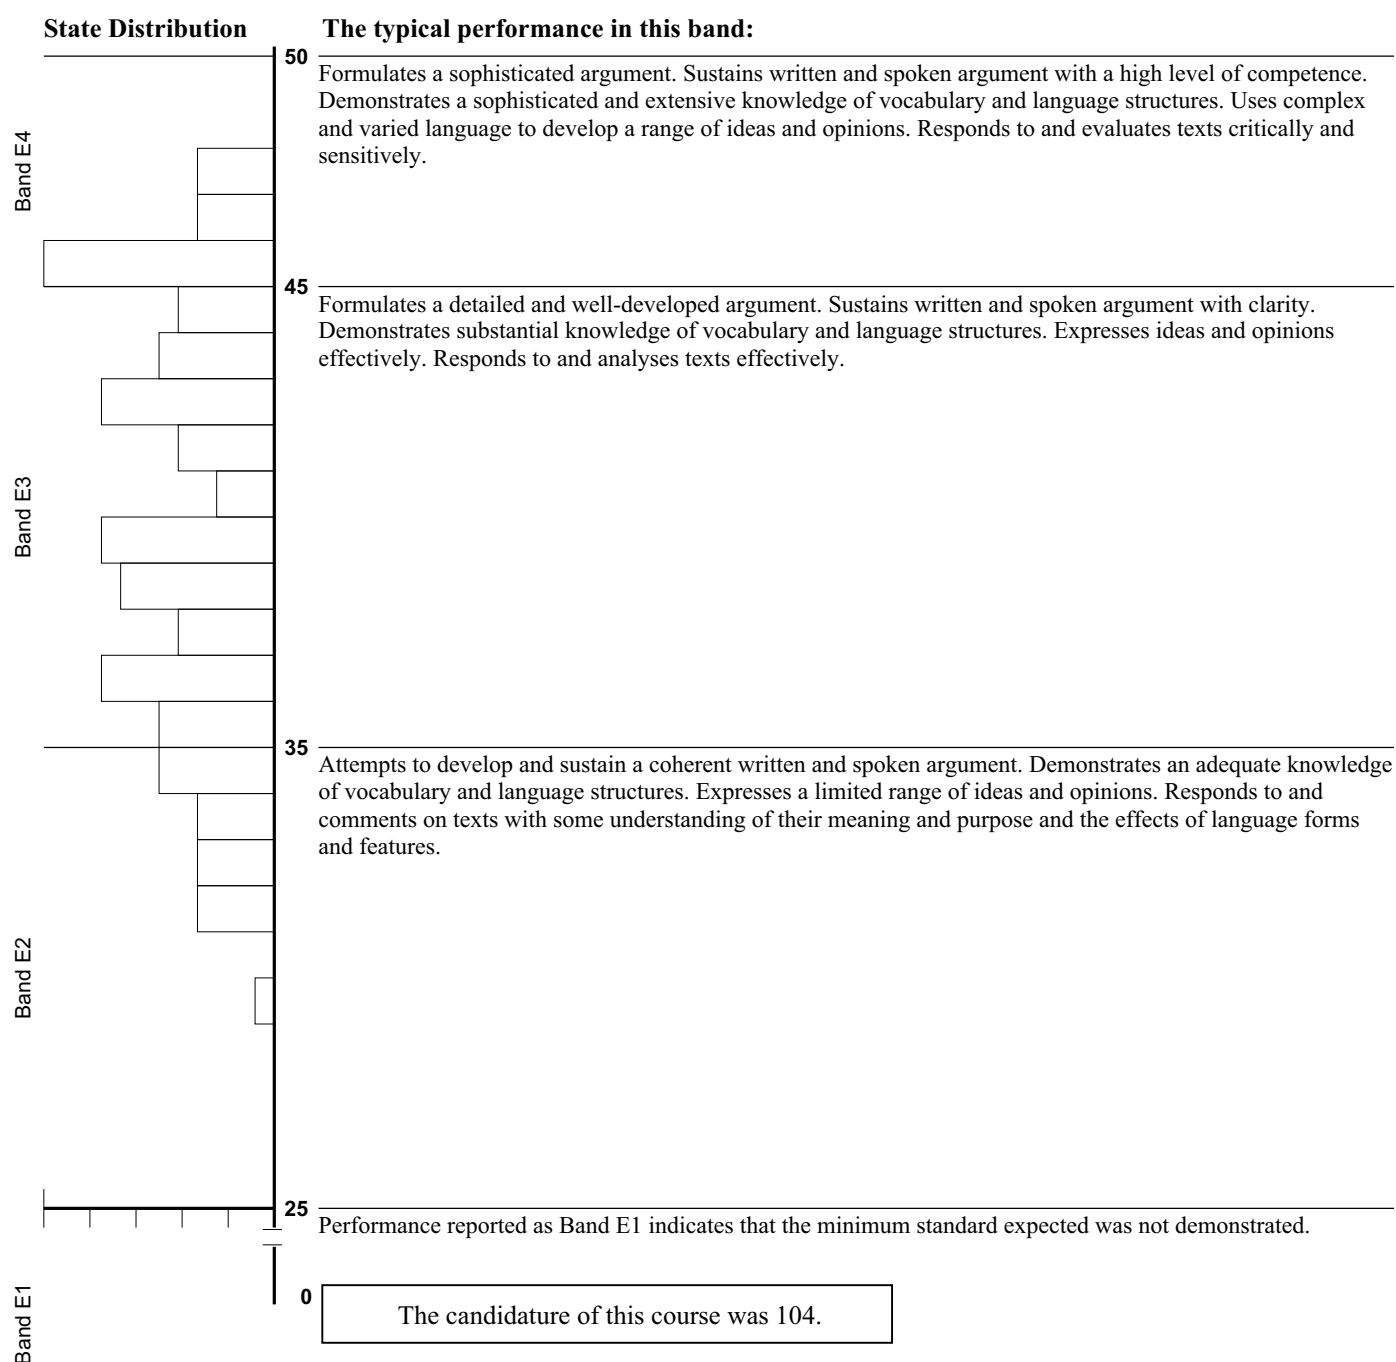 State Distribution
The typical performance in this band:
50
Formulates a sophisticated argument. Sustains written and spoken argument with a high level of competence.
Demonstrates a sophisticated and extensive knowledge of vocabulary and language structures. Uses complex
and varied language to develop a range of ideas and opinions. Responds to and evaluates texts critically and
sensitively.
Band E4
45
Formulates a detailed and well-developed argument. Sustains written and spoken argument with clarity.
Demonstrates substantial knowledge of vocabulary and language structures. Expresses ideas and opinions
effectively. Responds to and analyses texts effectively.
Band E3
35
Attempts to develop and sustain a coherent written and spoken argument. Demonstrates an adequate knowledge
of vocabulary and language structures. Expresses a limited range of ideas and opinions. Responds to and
comments on texts with some understanding of their meaning and purpose and the effects of language forms
and features.
Band E2
25
Performance reported as Band E1 indicates that the minimum standard expected was not demonstrated.
0
The candidature of this course was 104.
Band E1